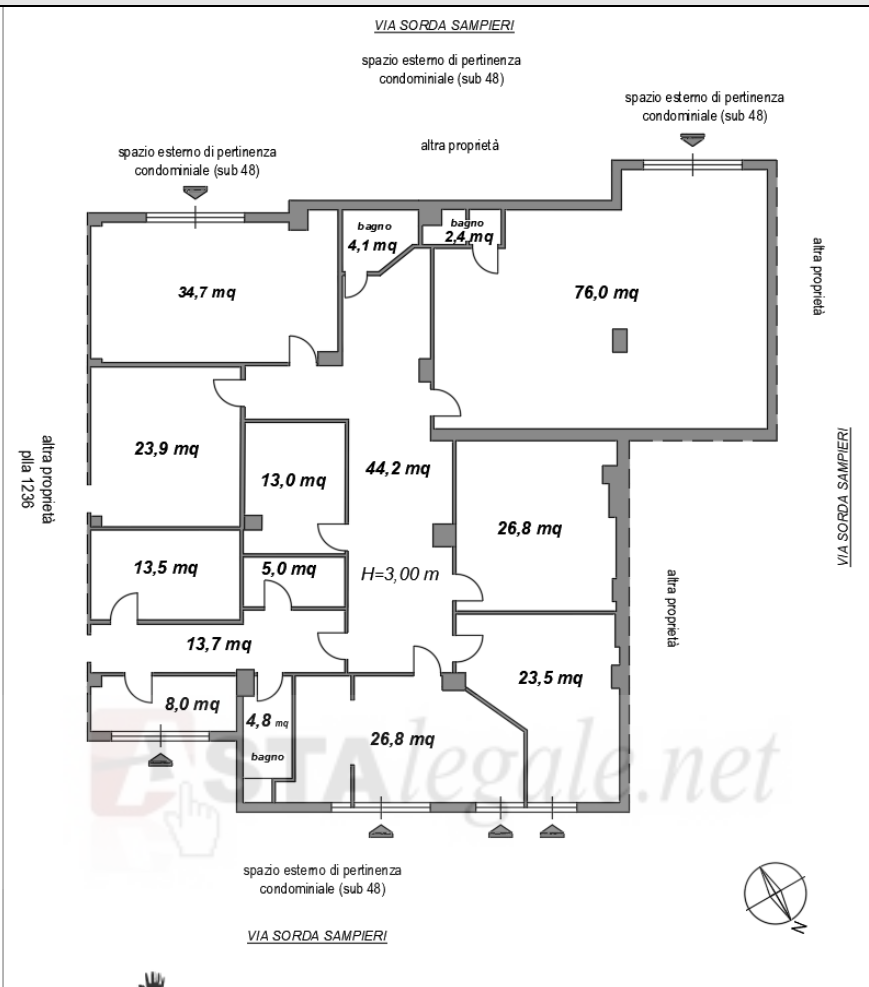 VIA SORDA SAMPIERI
spazio esterno di pertinenza
condominiale (sub 48)
spazio esterno di pertinenza
condominiale (sub 48)
altra proprietà
spazio esterno di pertinenza
condominiale (sub 48)
bagno
4,1 mq
bagno
2,4 mq
34,7 mq
76,0 mq
altra proprietà
23,9 mq
13,0 mq
44,2 mq
26,8 mq
altra proprietà
plla 1236
VIA SORDA SAMPIERI
13,5 mq
5,0 mq
H=3,00 m
altra proprietà
13,7 mq
23,5 mq
8,0 mq
4,8 mq
bagno
26,8 mq
ASTAlegale.net
spazio esterno di pertinenza
condominiale (sub 48)
VIA SORDA SAMPIERI
N